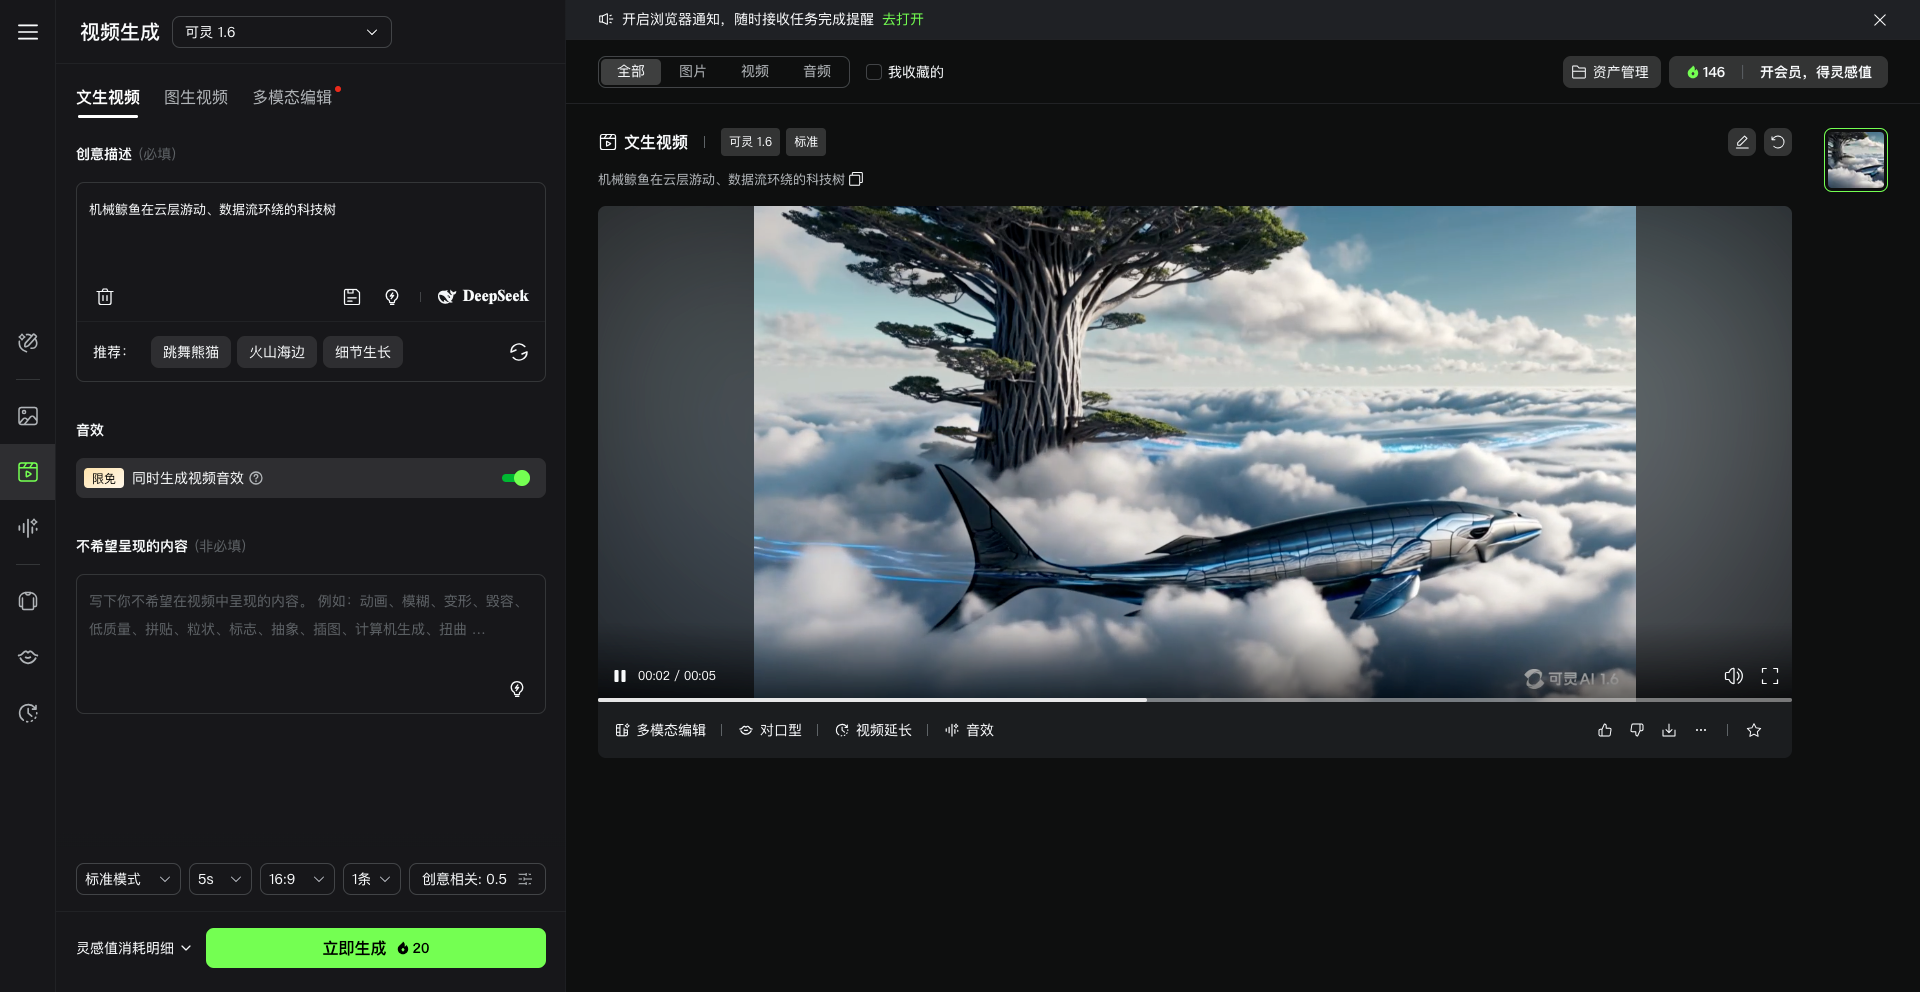 视频生成
可灵 1.6
文生视频
图生视频
多模态编辑
创意描述 (必填)
机械鲸鱼在云层游动、数据流环绕的科技树
DeepSeek
推荐：
跳舞熊猫
火山海边
细节生长
音效
限免
同时生成视频音效
不希望呈现的内容 (非必填)
写下你不希望在视频中呈现的内容。 例如：动画、模糊、变形、毁容、
低质量、拼贴、粒状、标志、抽象、插图、计算机生成、扭曲 ...
标准模式
5s
16:9
1条
创意相关: 0.5
灵感值消耗明细
立即生成 20
开启浏览器通知，随时接收任务完成提醒 去打开
全部
图片
视频
音频
我收藏的
资产管理
146
开会员，得灵感值
文生视频
可灵 1.6
标准
机械鲸鱼在云层游动、数据流环绕的科技树
00:02 / 00:05
可灵 AI 1.6
多模态编辑
对口型
视频延长
音效